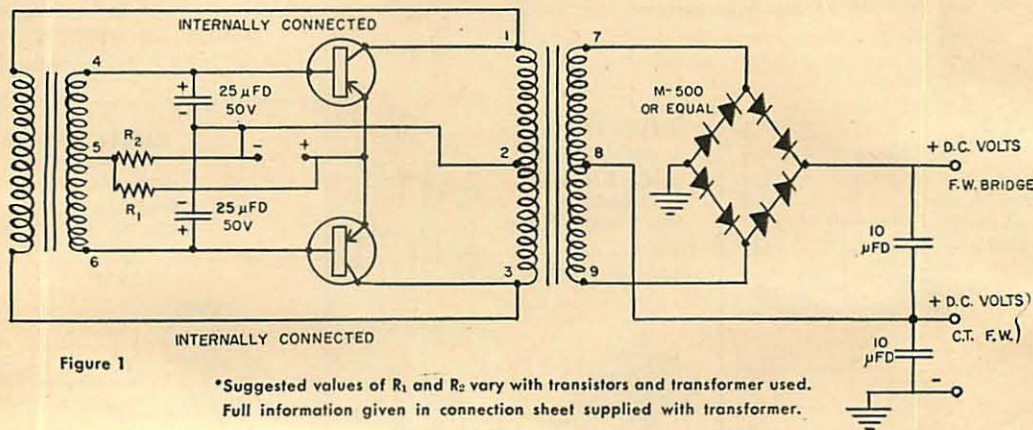 INTERNALLY CONNECTED
1
7
4
+
25 µFD
50V
-
M-500
OR EQUAL
R₂
5
-
+
2
8
+ D.C. VOLTS
F.W. BRIDGE
R₁
-
25 µFD
50V
+
10
µFD
6
3
9
+ D.C. VOLTS)
C.T. F.W.)
INTERNALLY CONNECTED
10
µFD
-
Figure 1
*Suggested values of R₁ and R₂ vary with transistors and transformer used.
Full information given in connection sheet supplied with transformer.